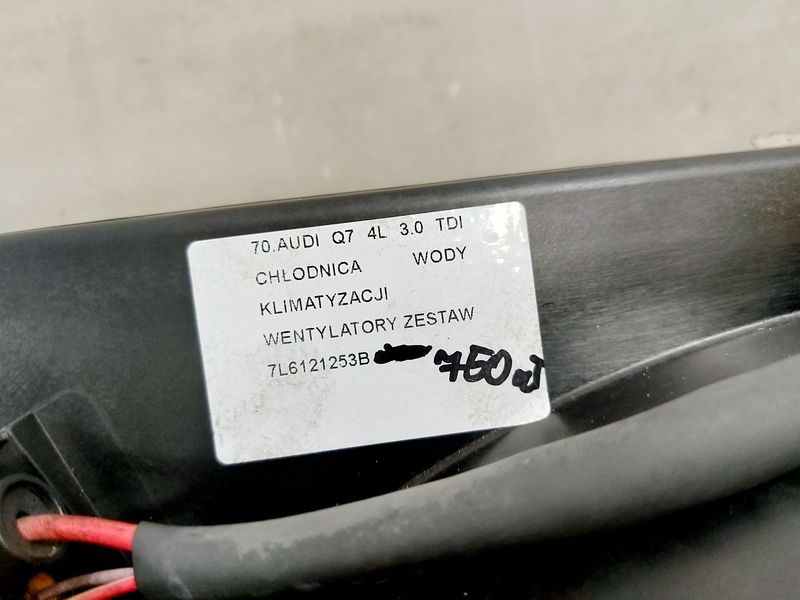 70.AUDI Q7 4L 3.0 TDI
CHŁODNICA WODY
KLIMATYZACJI
WENTYLATORY ZESTAW
7L6121253B 750 zł